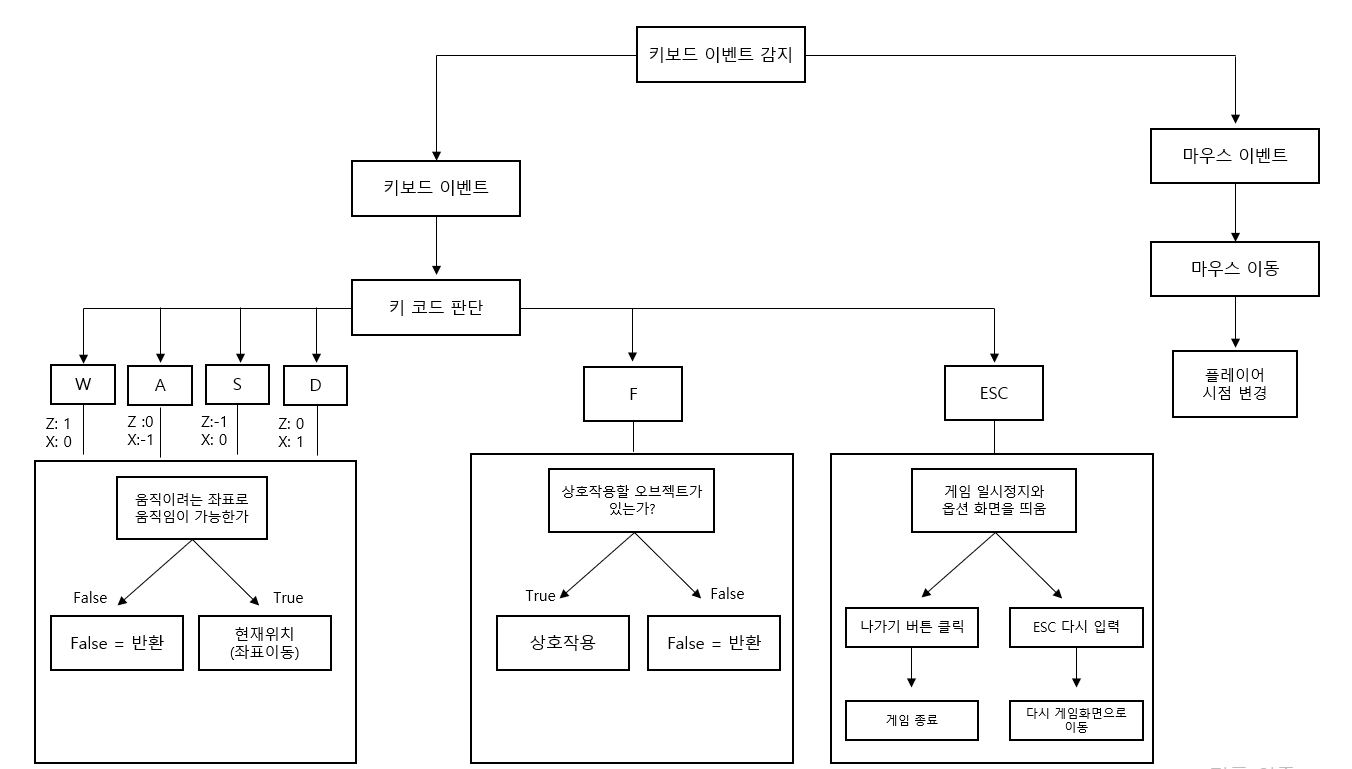 키보드 이벤트 감지
마우스 이벤트
키보드 이벤트
마우스 이동
키 코드 판단
플레이어
시점 변경
W
A
S
D
F
ESC
Z: 1
X: 0
Z :0
X:-1
Z:-1
X: 0
Z: 0
X: 1
움직이려는 좌표로
움직임이 가능한가
False
True
False = 반환
현재위치
(좌표이동)
상호작용할 오브젝트가
있는가?
True
False
상호작용
False = 반환
게임 일시정지와
옵션 화면을 띄움
나가기 버튼 클릭
ESC 다시 입력
게임 종료
다시 게임화면으로
이동